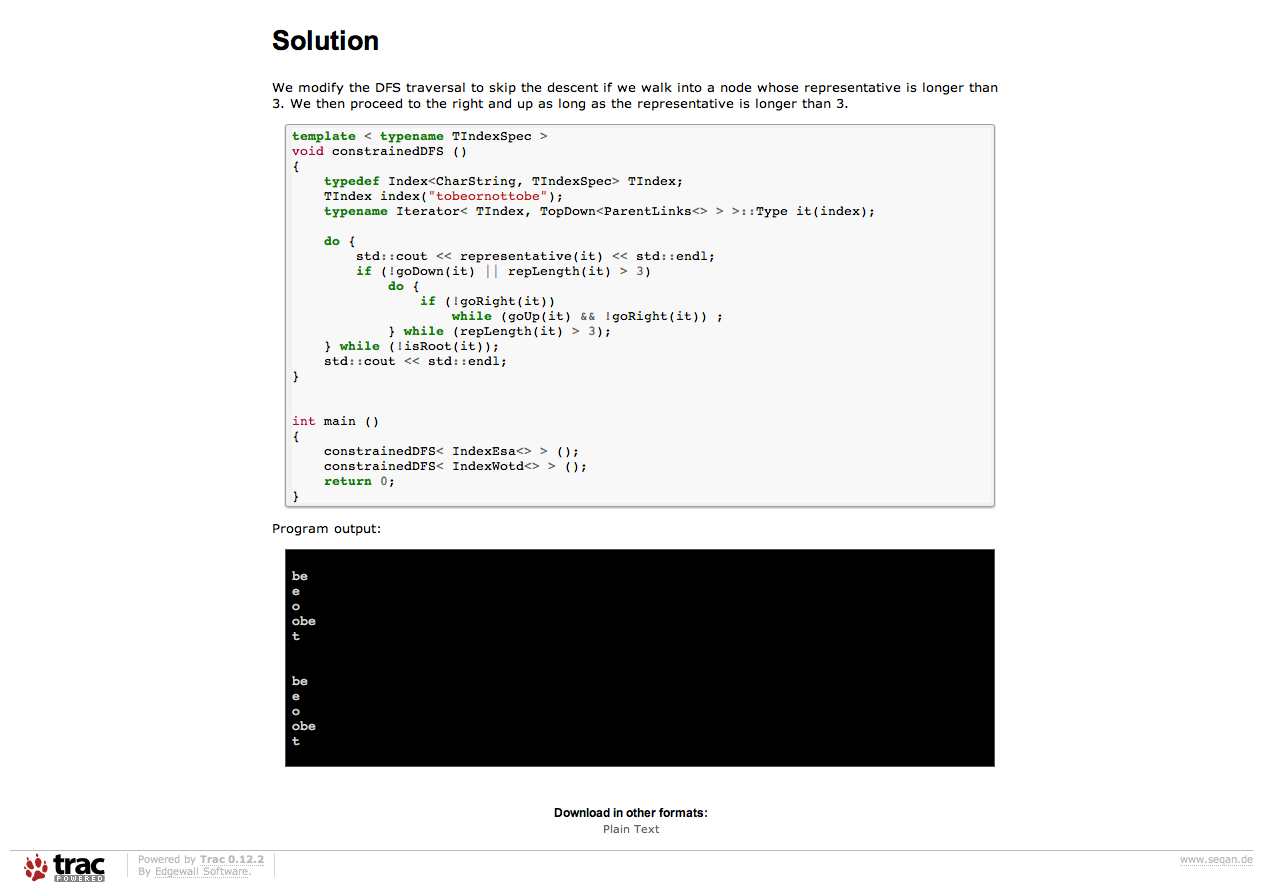 Solution
We modify the DFS traversal to skip the descent if we walk into a node whose representative is longer than
3. We then proceed to the right and up as long as the representative is longer than 3.
template < typename TIndexSpec >
void constrainedDFS ()
{
    typedef Index<CharString, TIndexSpec> TIndex;
    TIndex index("tobeornottobe");
    typename Iterator< TIndex, TopDown<ParentLinks<> > >::Type it(index);
    do {
        std::cout << representative(it) << std::endl;
        if (!goDown(it) || repLength(it) > 3)
            do {
                if (!goRight(it))
                    while (goUp(it) && !goRight(it)) ;
            } while (repLength(it) > 3);
    } while (!isRoot(it));
    std::cout << std::endl;
}
int main ()
{
    constrainedDFS< IndexEsa<> > ();
    constrainedDFS< IndexWotd<> > ();
    return 0;
}
Program output:
be
e
o
obe
t
be
e
o
obe
t
Download in other formats:
Plain Text
trac
POWERED
Powered by Trac 0.12.2
By Edgewall Software.
www.seqan.de